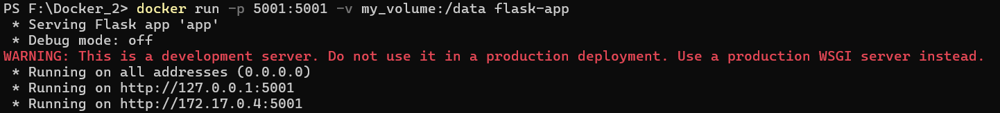 PS F:\Docker_2> docker run -p 5001:5001 -v my_volume:/data flask-app
* Serving Flask app 'app'
* Debug mode: off
WARNING: This is a development server. Do not use it in a production deployment. Use a production WSGI server instead.
* Running on all addresses (0.0.0.0)
* Running on http://127.0.0.1:5001
* Running on http://172.17.0.4:5001